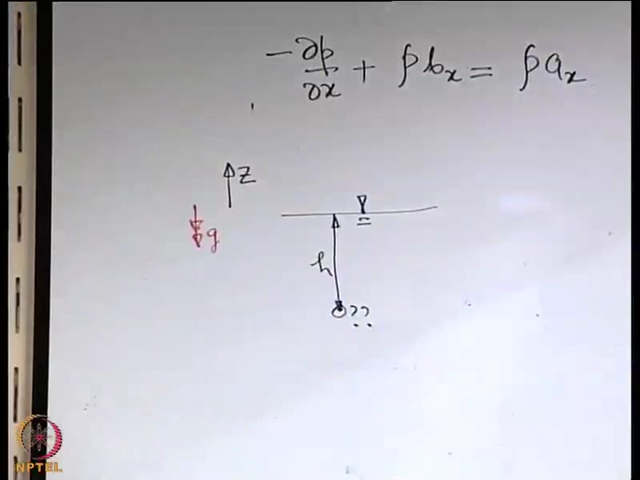 -∂p/∂x + ρb_x = ρa_x
z
g
h
??
NPTEL